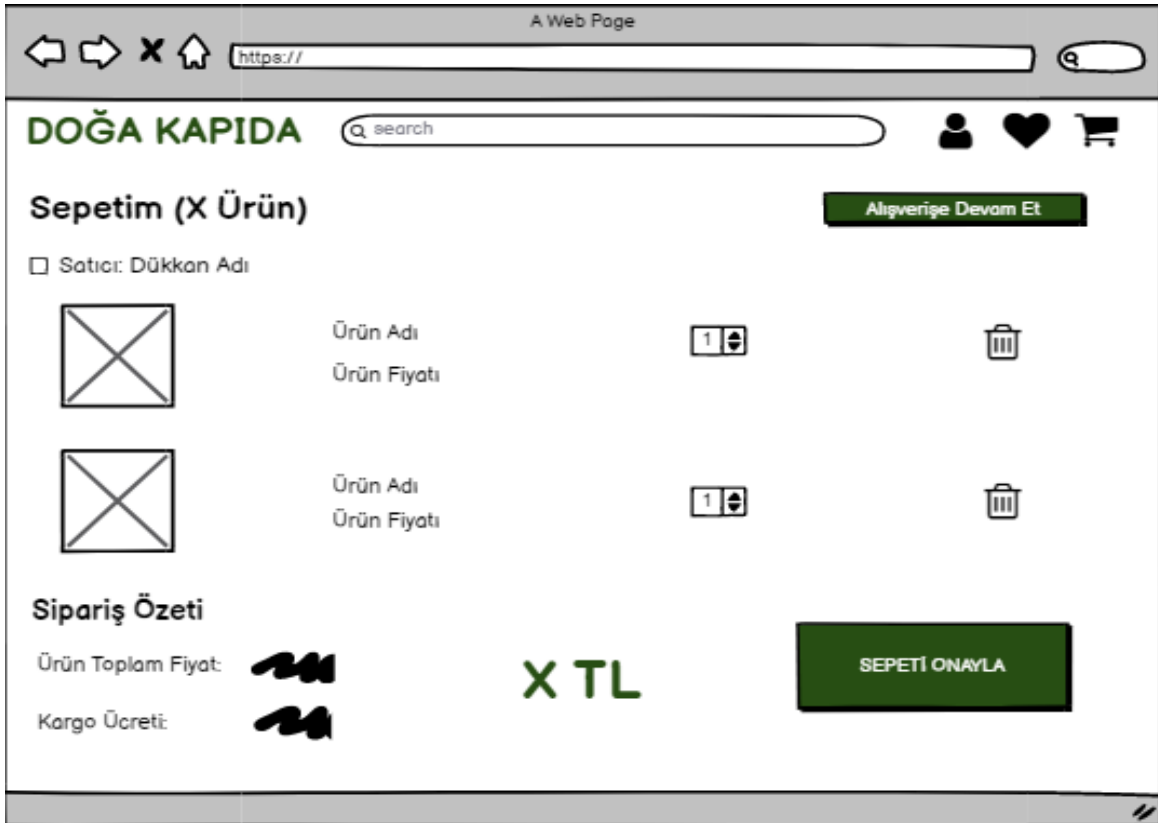 A Web Page
https://
DOĞA KAPIDA
search
Sepetim (X Ürün)
Alışverişe Devam Et
Satıcı: Dükkan Adı
Ürün Adı
1
Ürün Fiyatı
Ürün Adı
1
Ürün Fiyatı
Sipariş Özeti
Ürün Toplam Fiyat:
X TL
SEPETİ ONAYLA
Kargo Ücreti: